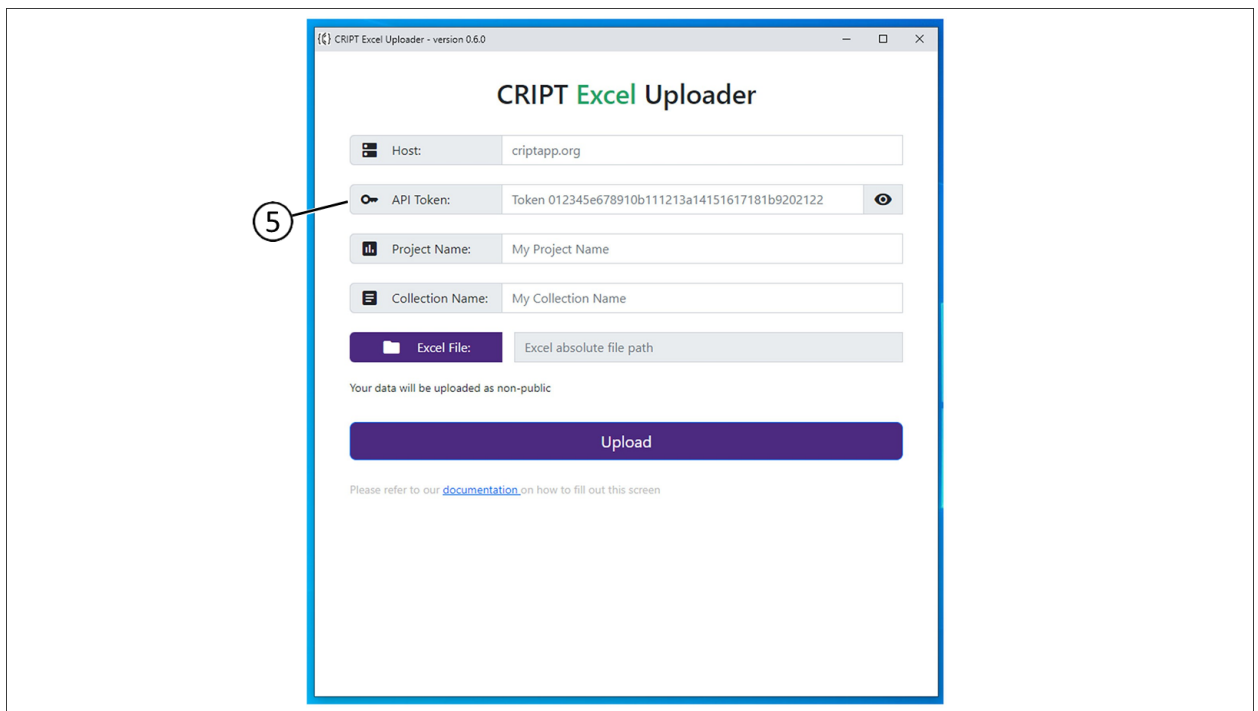 CRIPT Excel Uploader - version 0.6.0
CRIPT Excel Uploader
Host: criptapp.org
5 API Token: Token 012345e678910b111213a14151617181b9202122
Project Name: My Project Name
Collection Name: My Collection Name
Excel File: Excel absolute file path
Your data will be uploaded as non-public
Upload
Please refer to our documentation on how to fill out this screen